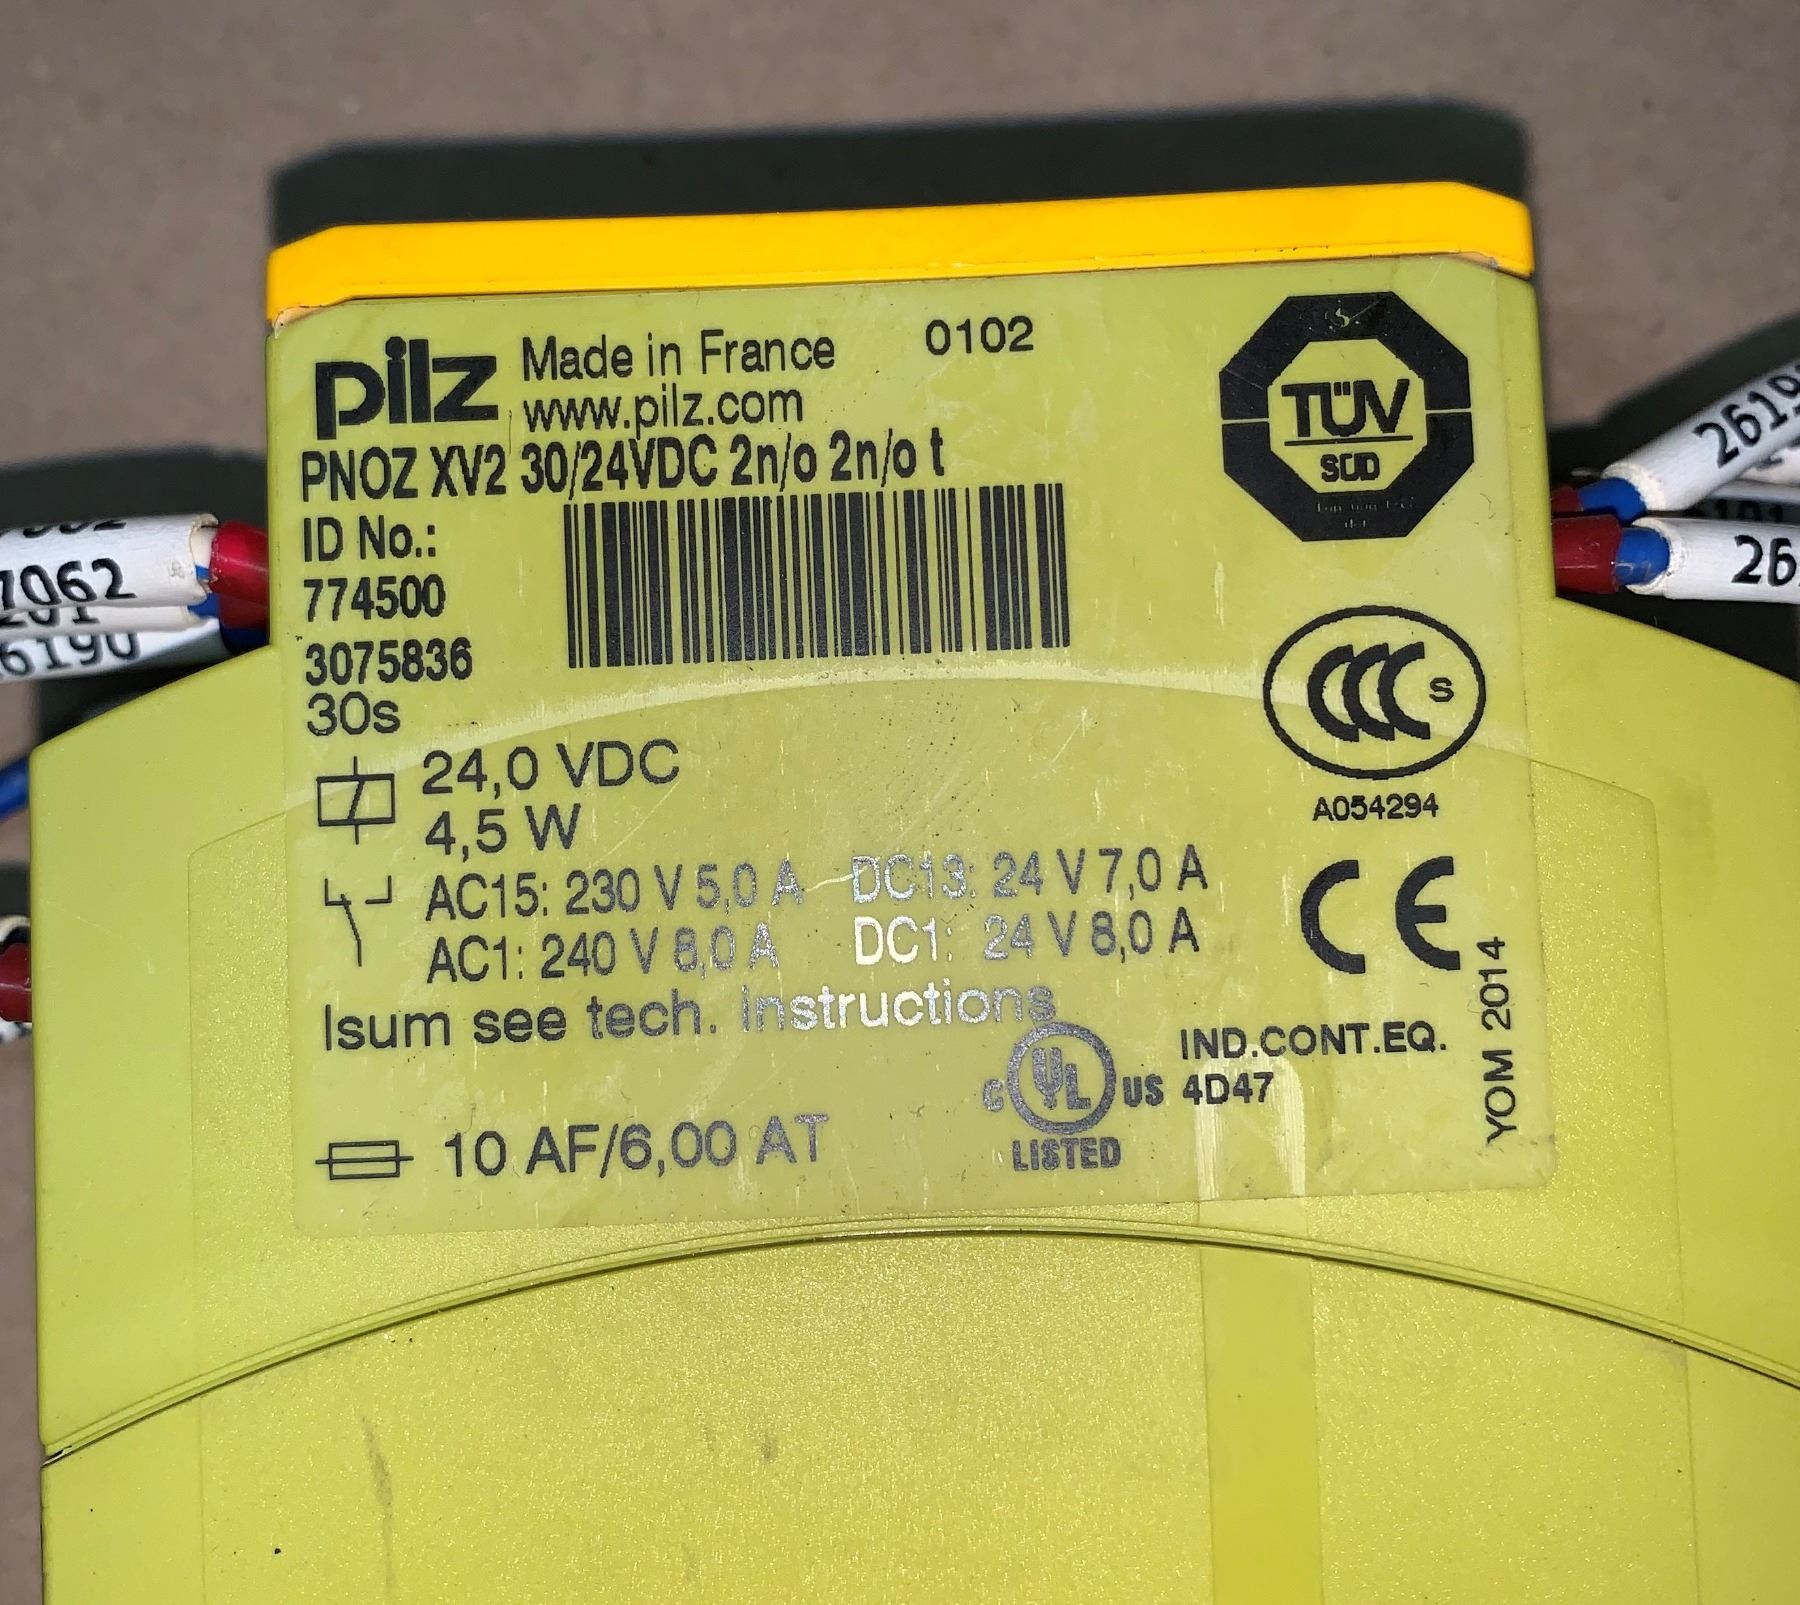 pilz Made in France 0102
www.pilz.com
PNOZ XV2 30/24VDC 2n/o 2n/o t
ID No.:
774500
3075836
30s
24,0 VDC
4,5 W
AC15: 230 V 5,0 A DC13: 24 V 7,0 A
AC1: 240 V 8,0 A DC1: 24 V 8,0 A
Isum see tech. instructions
10 AF/6,00 AT
TÜV
SÜD
CCC S
A054294
CE
YOM 2014
C UL US
LISTED
IND.CONT.EQ.
4D47
7062
6190
2619
26